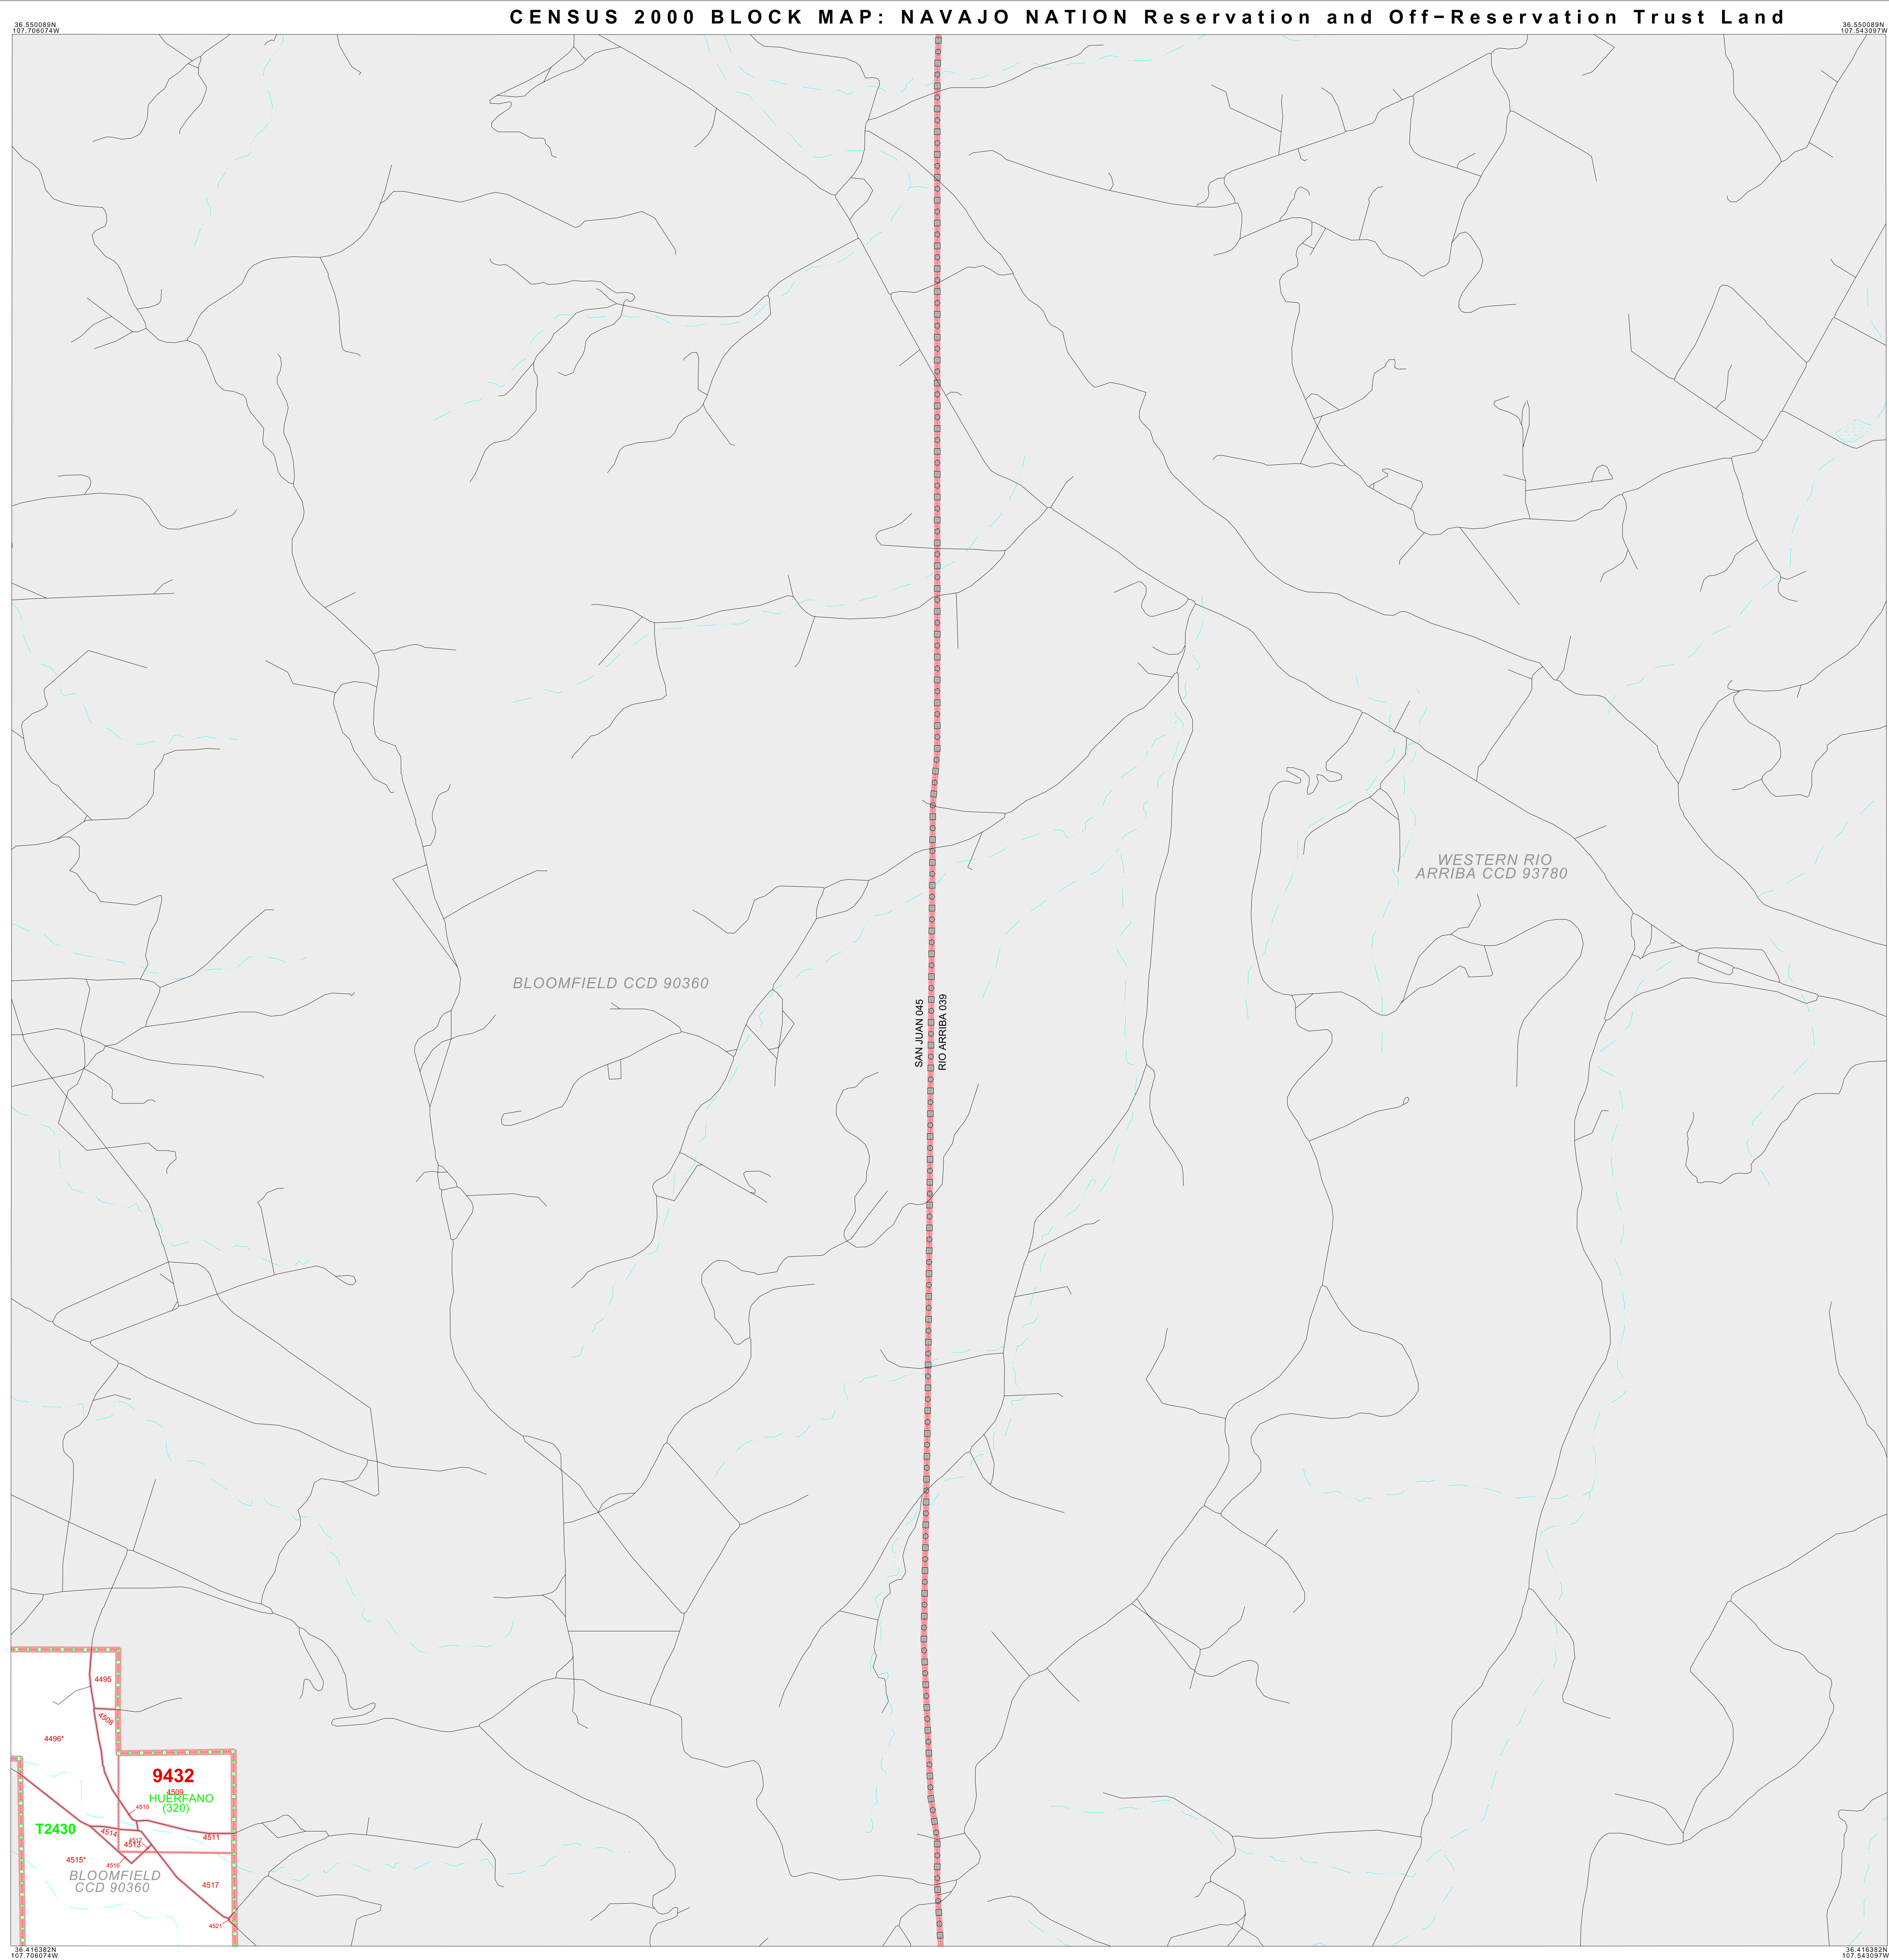 CENSUS 2000 BLOCK MAP: NAVAJO NATION Reservation and Off-Reservation Trust Land
36.550089N
107.706074W
36.550089N
107.543097W
WESTERN RIO
ARRIBA CCD 93780
BLOOMFIELD CCD 90360
SAN JUAN 045
RIO ARRIBA 039
4495
4508
4496*
9432
4509
HUERFANO
(320)
4510
T2430
4514
4511
4512
4513
4515*
4516
BLOOMFIELD
CCD 90360
4517
4521
36.416382N
107.706074W
36.416382N
107.543097W